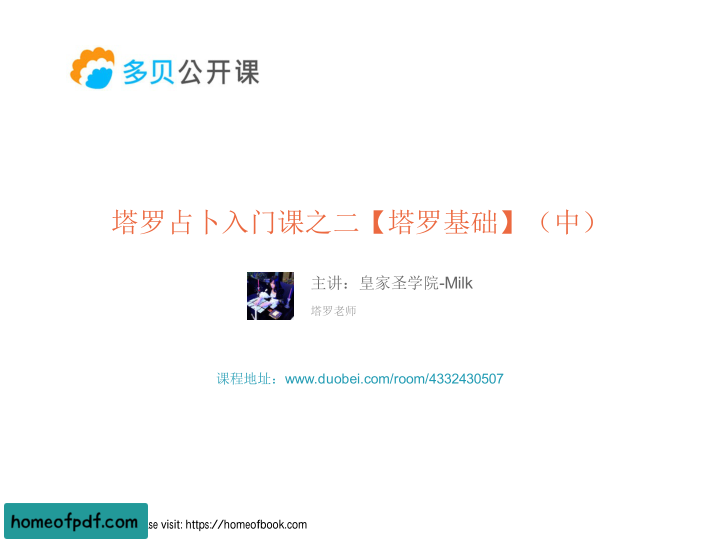 多贝公开课
塔罗占卜入门课之二【塔罗基础】（中）
主讲：皇家圣学院-Milk
塔罗老师
课程地址：www.duobei.com/room/4332430507
homeofpdf.com
visit: https://homeofbook.com